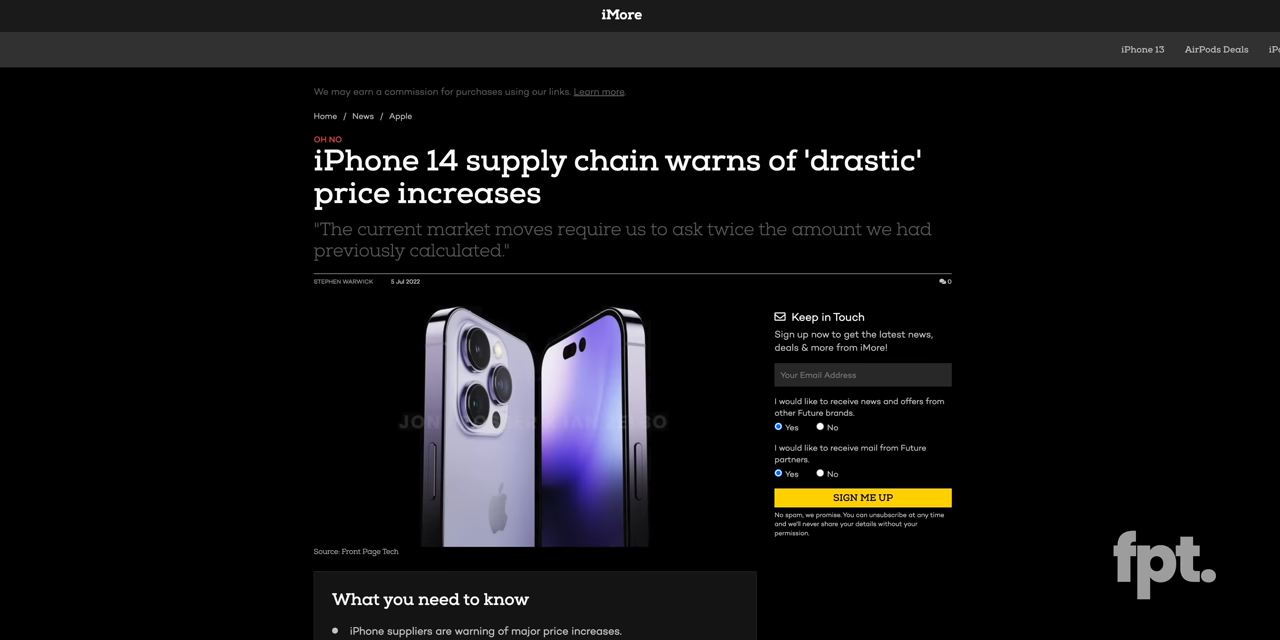 iMore
iPhone 13 AirPods Deals
We may earn a commission for purchases using our links. Learn more.
Home / News / Apple
OH NO
iPhone 14 supply chain warns of 'drastic'
price increases
"The current market moves require us to ask twice the amount we had
previously calculated."
STEPHEN WARWICK 5 Jul 2022 0
Keep in Touch
Sign up now to get the latest news,
deals & more from iMore!
Your Email Address
I would like to receive news and offers from
other Future brands.
Yes No
I would like to receive mail from Future
partners.
Yes No
SIGN ME UP
No spam, we promise. You can unsubscribe at any time
and we'll never share your details without your
permission.
Source: Front Page Tech
fpt.
What you need to know
iPhone suppliers are warning of major price increases.